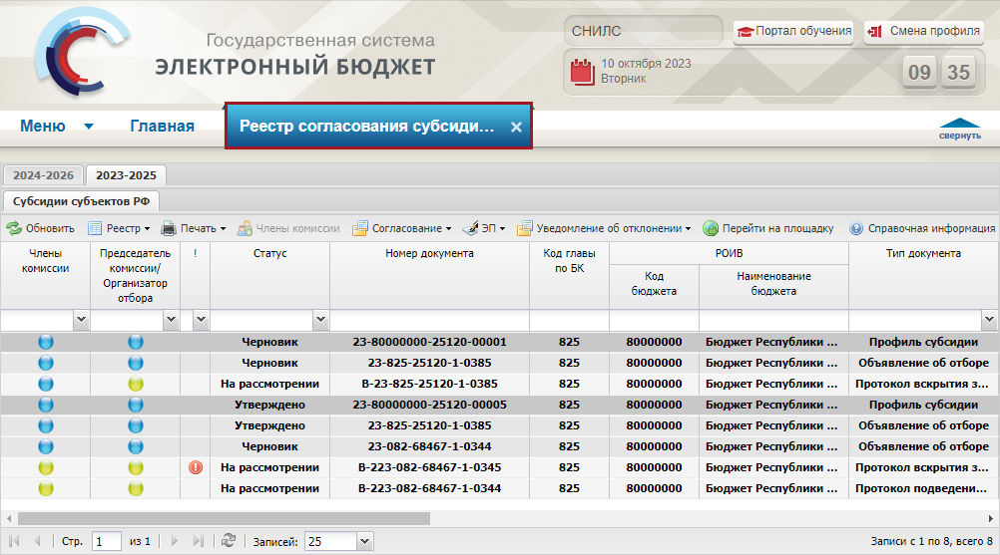 СНИЛС
Портал обучения
Смена профиля
Государственная система
ЭЛЕКТРОННЫЙ БЮДЖЕТ
10 октября 2023
Вторник
09 35
Меню Главная Реестр согласования субсиди... ×
свернуть
2024-2026 2023-2025
Субсидии субъектов РФ
Обновить Реестр Печать Члены комиссии Согласование ЭП Уведомление об отклонении Перейти на площадку Справочная информация
Члены комиссии Председатель комиссии/ Организатор отбора ! Статус Номер документа Код главы по БК РОИВ Тип документа
Код бюджета Наименование бюджета
Черновик 23-80000000-25120-00001 825 80000000 Бюджет Республики ... Профиль субсидии
Черновик 23-825-25120-1-0385 825 80000000 Бюджет Республики ... Объявление об отборе
На рассмотрении В-23-825-25120-1-0385 825 80000000 Бюджет Республики ... Протокол вскрытия з...
Утверждено 23-80000000-25120-00005 825 80000000 Бюджет Республики ... Профиль субсидии
Утверждено 23-825-25120-1-0385 825 80000000 Бюджет Республики ... Объявление об отборе
Черновик 23-082-68467-1-0344 825 80000000 Бюджет Республики ... Объявление об отборе
! На рассмотрении В-223-082-68467-1-0345 825 80000000 Бюджет Республики ... Протокол вскрытия з...
На рассмотрении В-223-082-68467-1-0344 825 80000000 Бюджет Республики ... Протокол подведени...
Стр. 1 из 1 Записей: 25 Записи с 1 по 8, всего 8